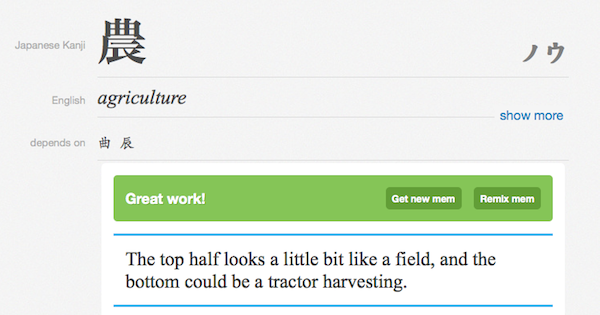 Japanese Kanji 農 ノウ
English agriculture
show more
depends on 曲 辰
Great work! Get new mem Remix mem
The top half looks a little bit like a field, and the
bottom could be a tractor harvesting.